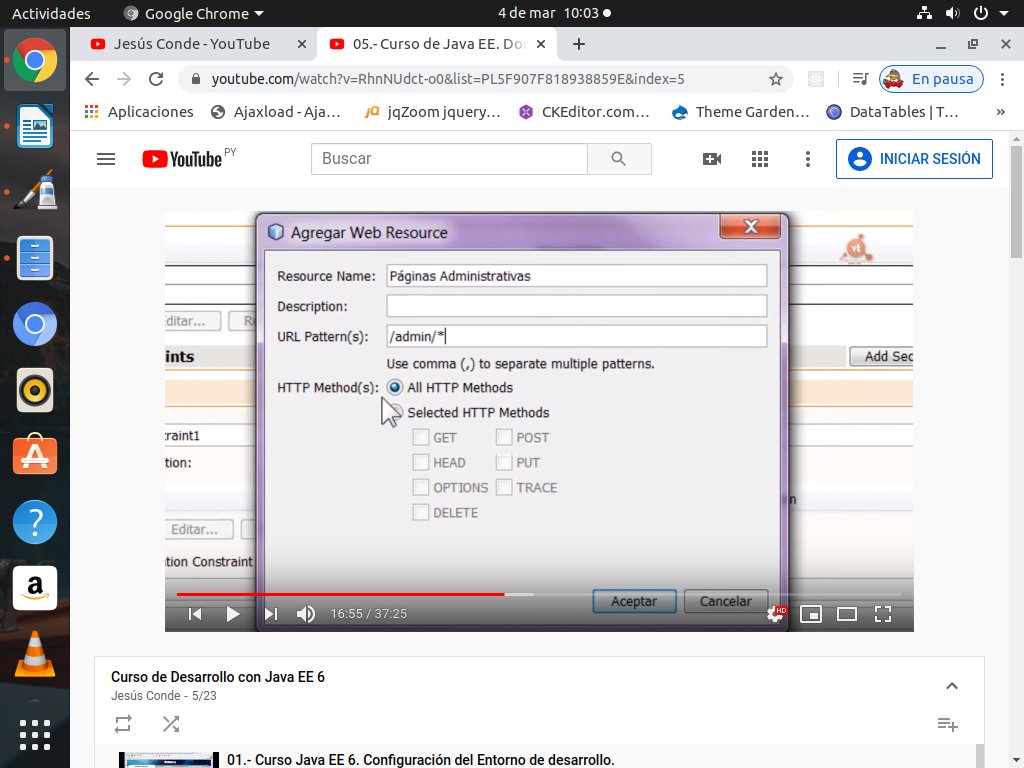 Actividades Google Chrome 4 de mar 10:03
Jesús Conde - YouTube 05.- Curso de Java EE. Dor
youtube.com/watch?v=RhnNUdct-o0&list=PL5F907F818938859E&index=5 En pausa
Aplicaciones Ajaxload - Aja... jqZoom jquery... CKEditor.com... Theme Garden... DataTables | T... »
YouTube PY Buscar INICIAR SESIÓN
Agregar Web Resource
Resource Name: Páginas Administrativas
Description:
URL Pattern(s): /admin/*
Use comma (,) to separate multiple patterns.
HTTP Method(s): All HTTP Methods
Selected HTTP Methods
GET POST
HEAD PUT
OPTIONS TRACE
DELETE
ditar... Re
ints Add Sec
raint1
tion:
n
Editar...
tion Constraint
Aceptar Cancelar
16:55 / 37:25 HD
Curso de Desarrollo con Java EE 6
Jesús Conde - 5/23
01.- Curso Java EE 6. Configuración del Entorno de desarrollo.